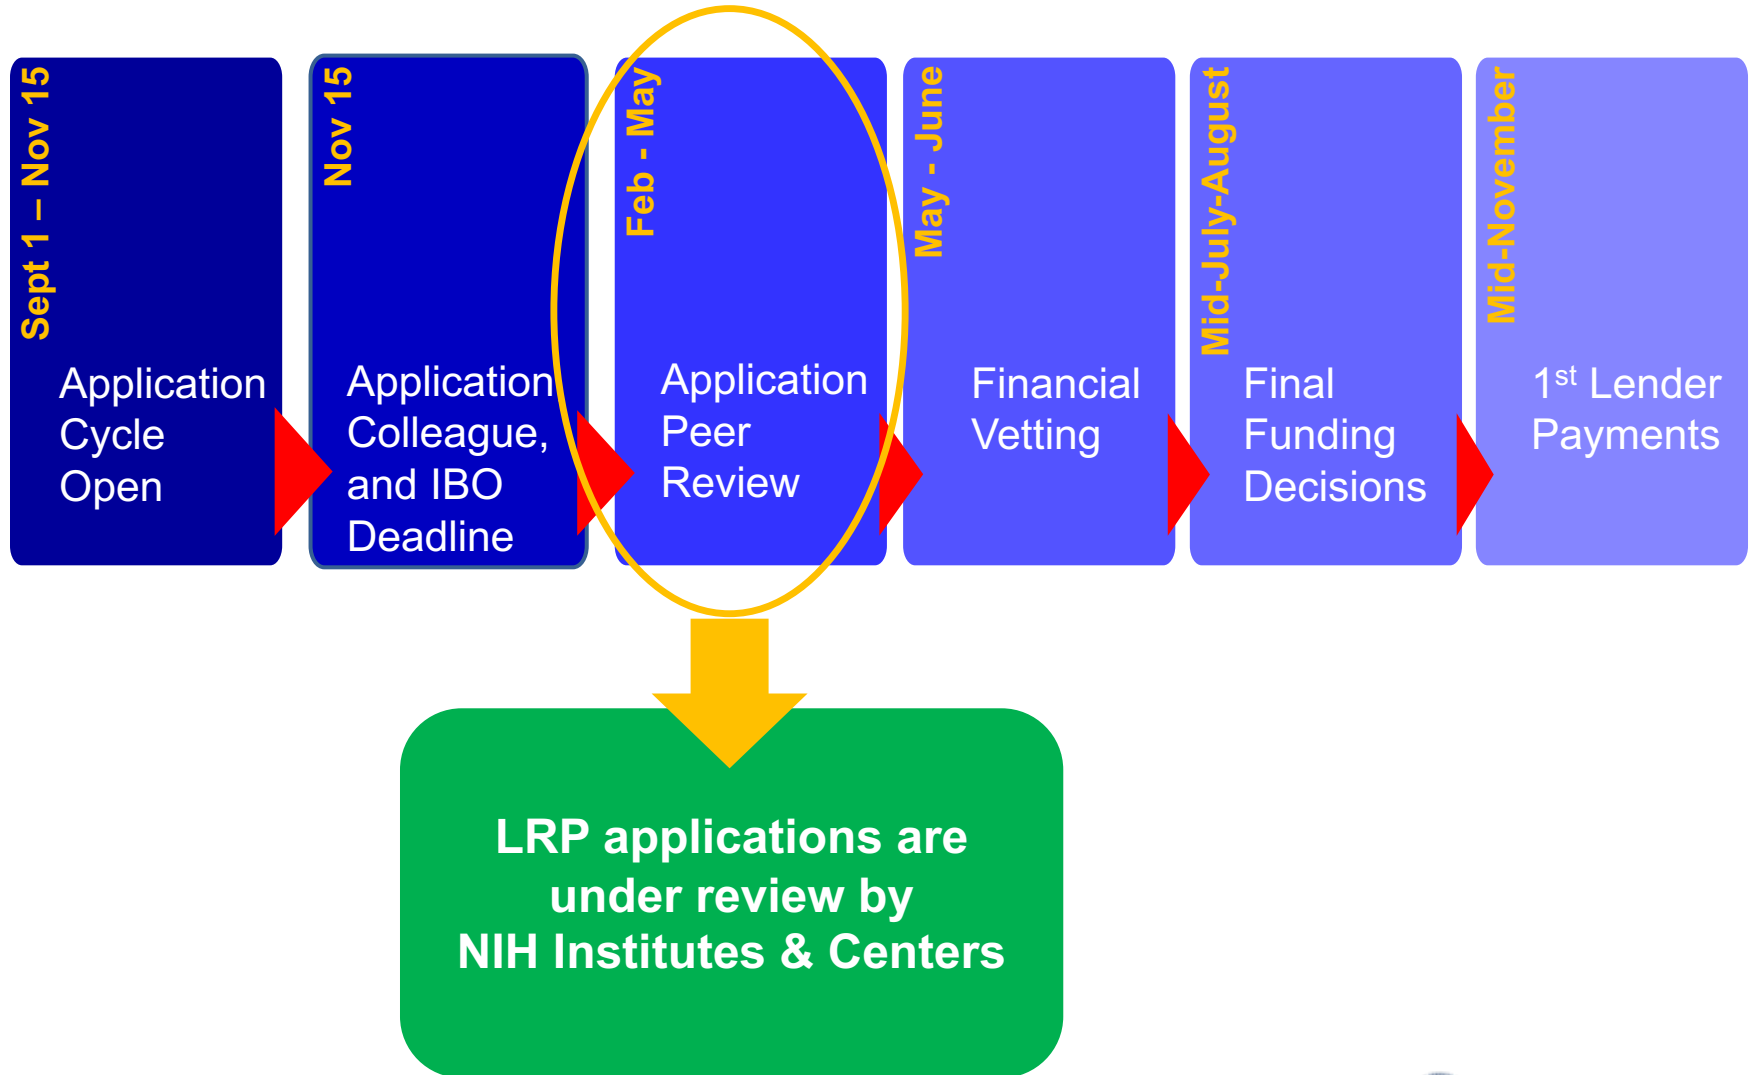 Sept 1 – Nov 15
Application
Cycle
Open
Nov 15
Application
Colleague,
and IBO
Deadline
Feb - May
Application
Peer
Review
May - June
Financial
Vetting
Mid-July-August
Final
Funding
Decisions
Mid-November
1st Lender
Payments
LRP applications are
under review by
NIH Institutes & Centers